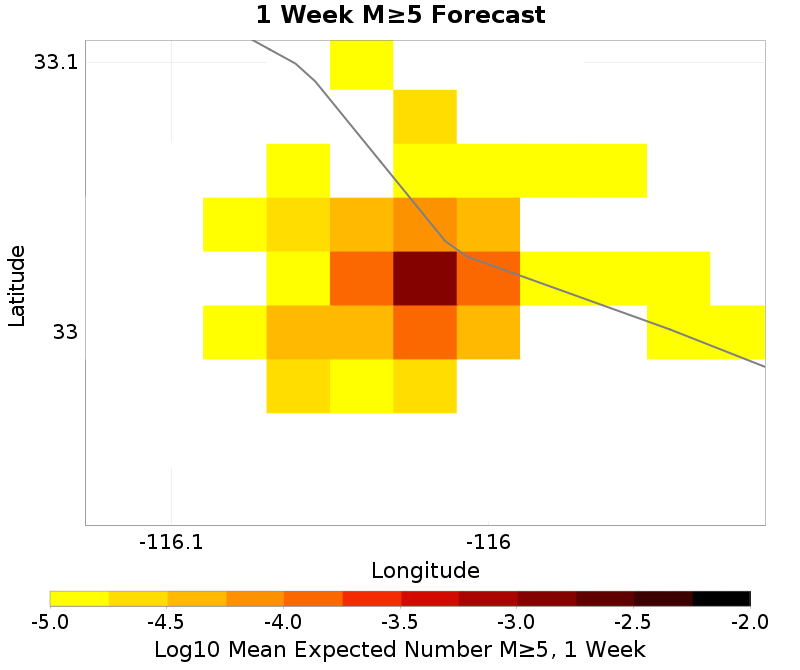 1 Week M≥5 Forecast
33.1
33
Latitude
-116.1
-116
Longitude
-5.0
-4.5
-4.0
-3.5
-3.0
-2.5
-2.0
Log10 Mean Expected Number M≥5, 1 Week